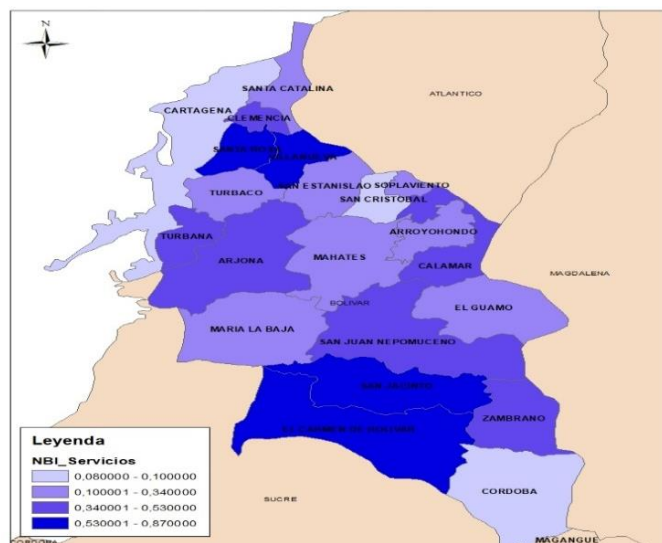 N
SANTA CATALINA
ATLANTICO
CARTAGENA
CLEMENCIA
SAN ESTANISLAO
SOPLAVIENTO
TURBACO
SAN CRISTOBAL
ARROYOHONDO
TURBANA
ARJONA
MAHATES
CALAMAR
MAGDALENA
BOLIVAR
EL GUAMO
MARIA LA BAJA
SAN JUAN NEPOMUCENO
SAN JACINTO
ZAMBRANO
EL CARMEN DE BOLIVAR
Leyenda
NBI_Servicios
0,080000 - 0,100000
0,100001 - 0,340000
0,340001 - 0,530000
0,530001 - 0,870000
SUCRE
CORDOBA
CORDOBA
MAGANGUE